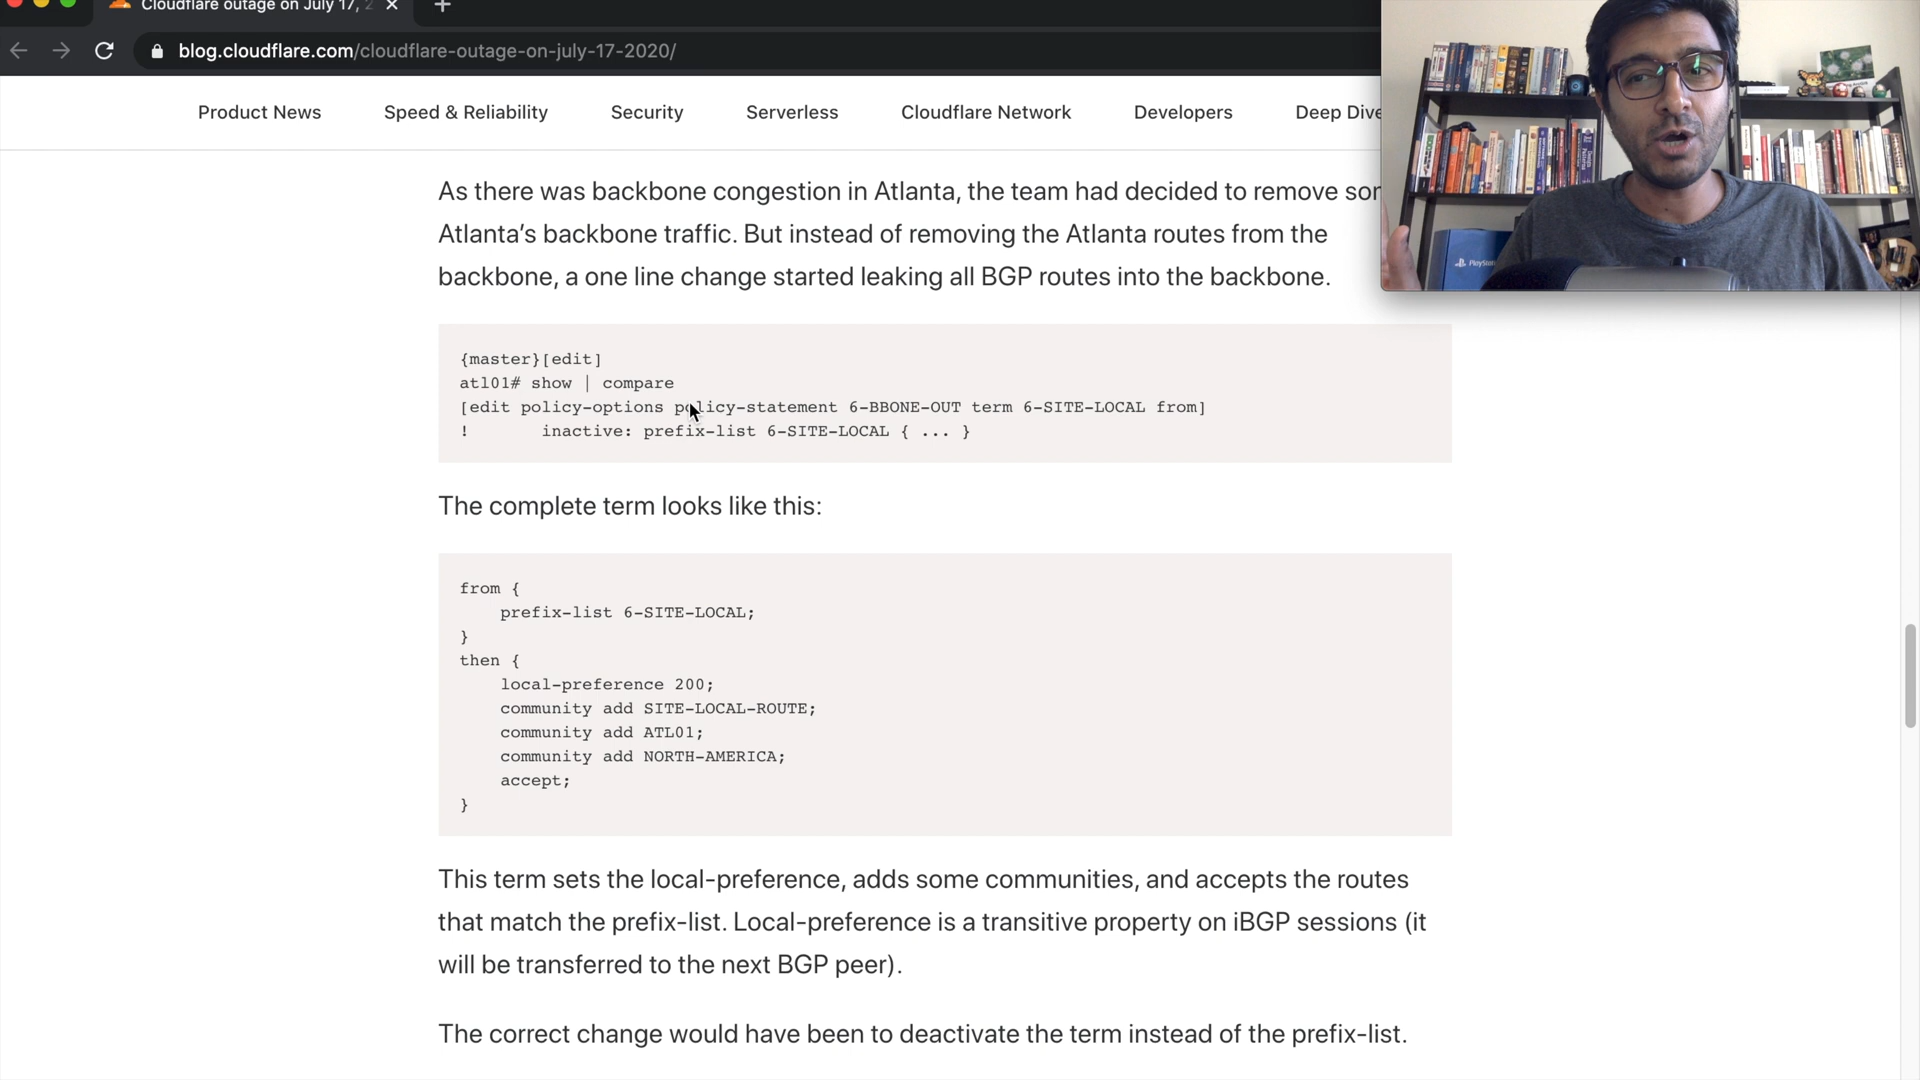 Cloudflare outage on July 17, 2
blog.cloudflare.com/cloudflare-outage-on-july-17-2020/
Product News Speed & Reliability Security Serverless Cloudflare Network Developers Deep Dive
As there was backbone congestion in Atlanta, the team had decided to remove
Atlanta’s backbone traffic. But instead of removing the Atlanta routes from the
backbone, a one line change started leaking all BGP routes into the backbone.
{master}[edit]
atl01# show | compare
[edit policy-options policy-statement 6-BBONE-OUT term 6-SITE-LOCAL from]
! inactive: prefix-list 6-SITE-LOCAL { ... }
The complete term looks like this:
from {
prefix-list 6-SITE-LOCAL;
}
then {
local-preference 200;
community add SITE-LOCAL-ROUTE;
community add ATL01;
community add NORTH-AMERICA;
accept;
}
This term sets the local-preference, adds some communities, and accepts the routes
that match the prefix-list. Local-preference is a transitive property on iBGP sessions (it
will be transferred to the next BGP peer).
The correct change would have been to deactivate the term instead of the prefix-list.